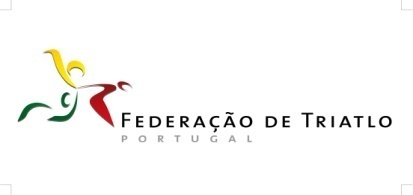 FEDERAÇÃO DE TRIATLO
PORTUGAL